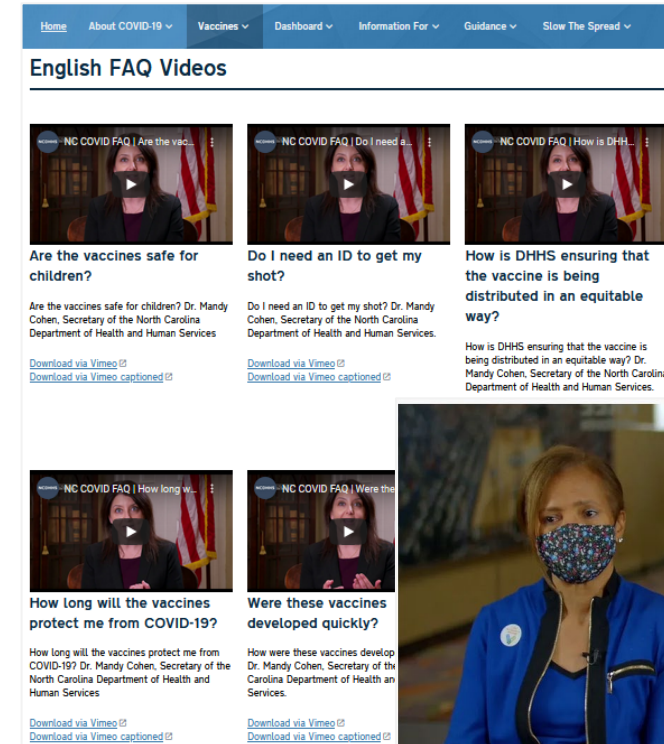 Home About COVID-19 Vaccines Dashboard Information For Guidance Slow The Spread
English FAQ Videos
NCDHHS NC COVID FAQ | Are the vac...
NCDHHS NC COVID FAQ | Do I need a...
NCDHHS NC COVID FAQ | How is DHH...
Are the vaccines safe for
children?
Are the vaccines safe for children? Dr. Mandy
Cohen, Secretary of the North Carolina
Department of Health and Human Services
Download via Vimeo
Download via Vimeo captioned
Do I need an ID to get my
shot?
Do I need an ID to get my shot? Dr. Mandy
Cohen, Secretary of the North Carolina
Department of Health and Human Services.
Download via Vimeo
Download via Vimeo captioned
How is DHHS ensuring that
the vaccine is being
distributed in an equitable
way?
How is DHHS ensuring that the vaccine is
being distributed in an equitable way? Dr.
Mandy Cohen, Secretary of the North Carolina
Department of Health and Human Services.
NCDHHS NC COVID FAQ | How long w...
NCDHHS NC COVID FAQ | Were the
How long will the vaccines
protect me from COVID-19?
How long will the vaccines protect me from
COVID-19? Dr. Mandy Cohen, Secretary of the
North Carolina Department of Health and
Human Services
Download via Vimeo
Download via Vimeo captioned
Were these vaccines
developed quickly?
How were these vaccines develop
Dr. Mandy Cohen, Secretary of the
Carolina Department of Health an
Services.
Download via Vimeo
Download via Vimeo captioned